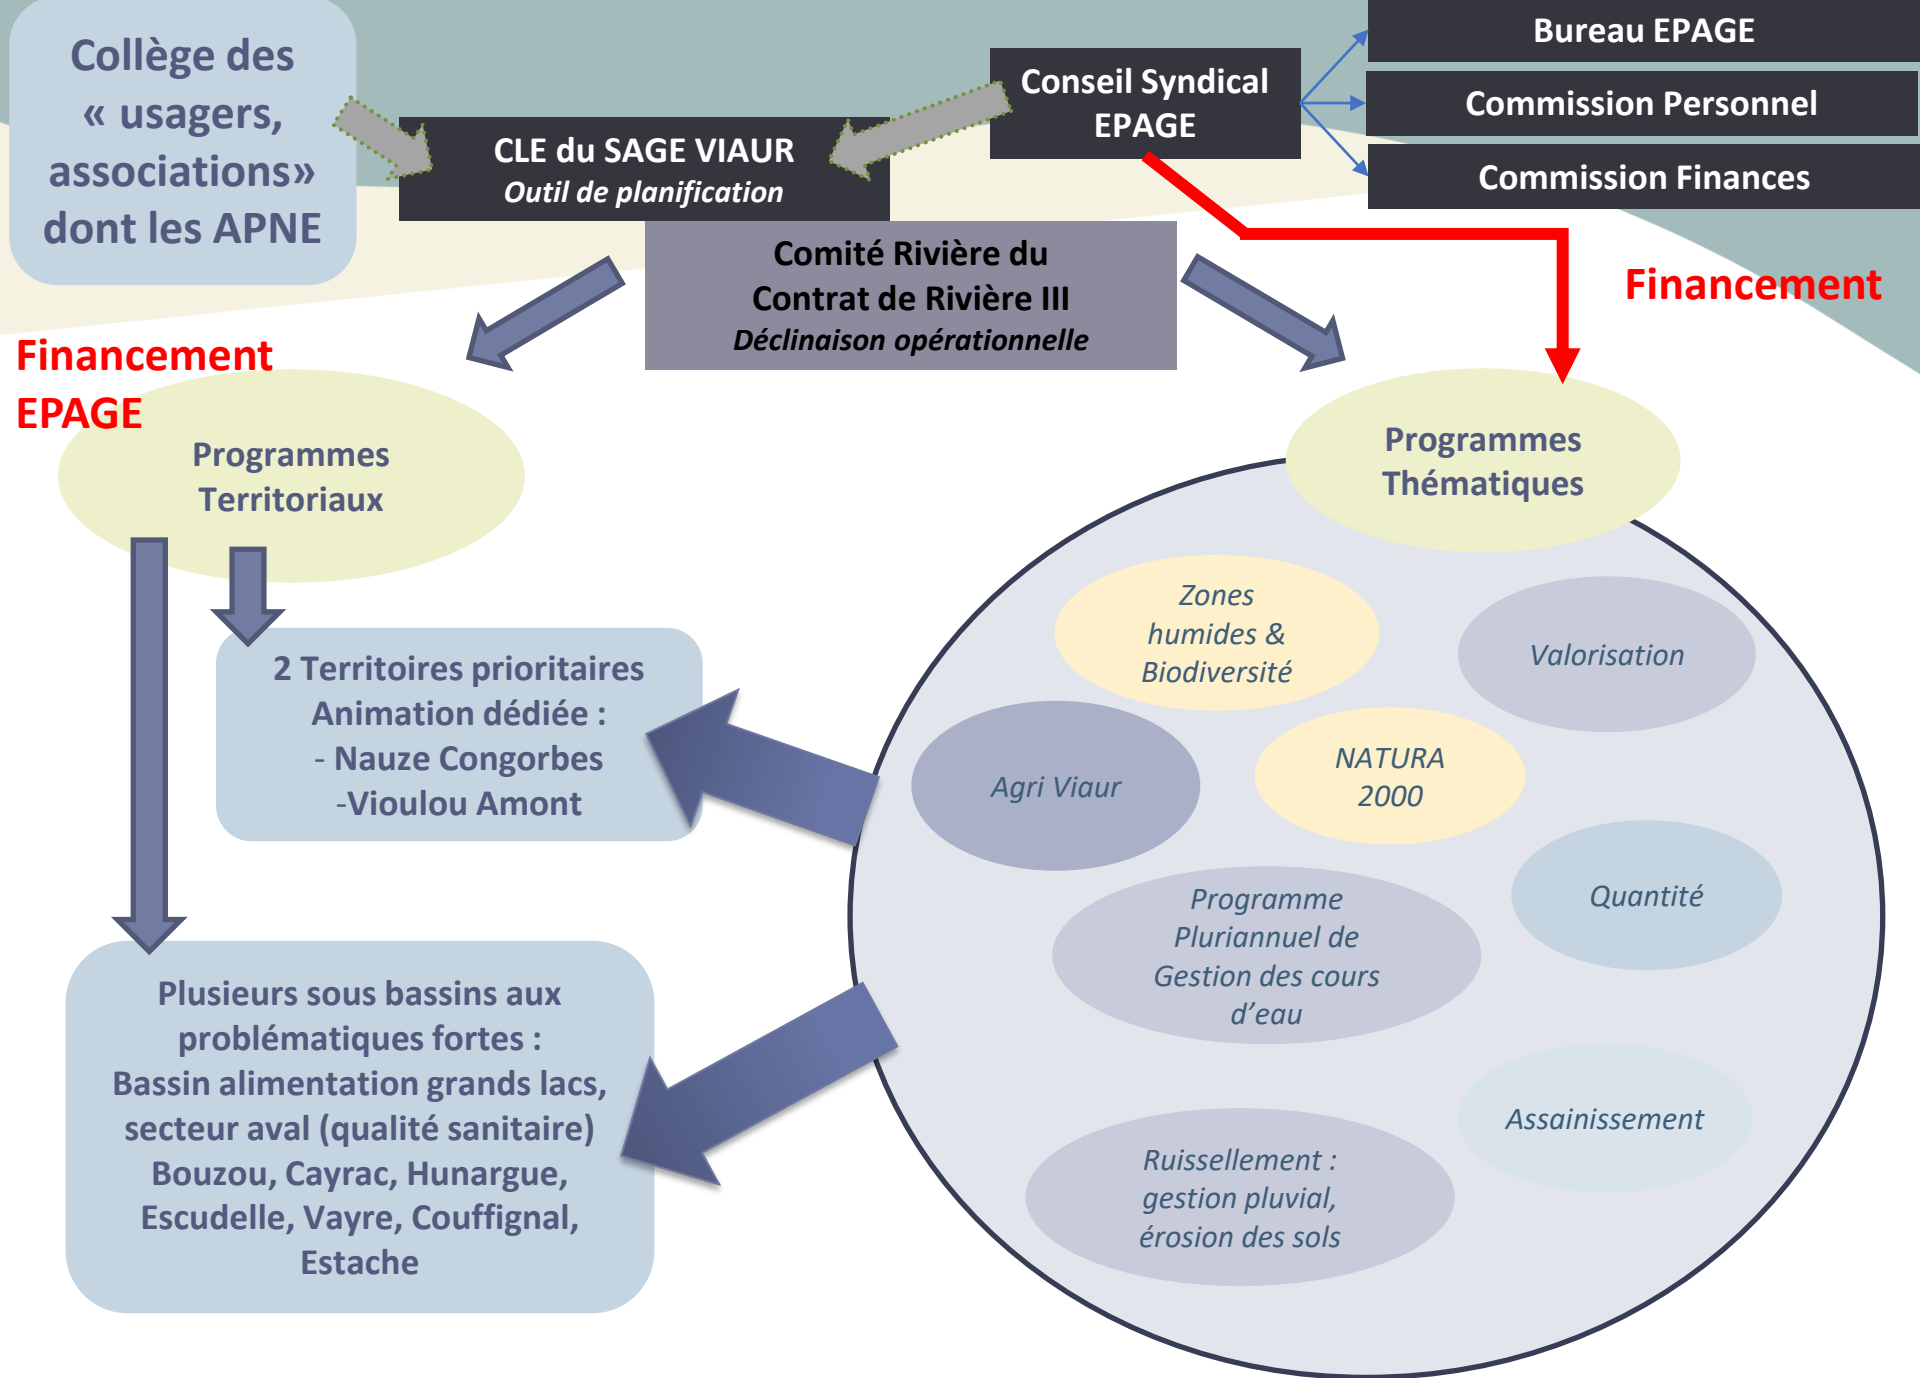 Collège des
« usagers,
associations»
dont les APNE
CLE du SAGE VIAUR
Outil de planification
Conseil Syndical
EPAGE
Bureau EPAGE
Commission Personnel
Commission Finances
Comité Rivière du
Contrat de Rivière III
Déclinaison opérationnelle
Financement
Financement
EPAGE
Programmes
Territoriaux
Programmes
Thématiques
2 Territoires prioritaires
Animation dédiée :
- Nauze Congorbes
-Vioulou Amont
Plusieurs sous bassins aux
problématiques fortes :
Bassin alimentation grands lacs,
secteur aval (qualité sanitaire)
Bouzou, Cayrac, Hunargue,
Escudelle, Vayre, Couffignal,
Estache
Zones
humides &
Biodiversité
Valorisation
Agri Viaur
NATURA
2000
Quantité
Programme
Pluriannuel de
Gestion des cours
d’eau
Assainissement
Ruissellement :
gestion pluvial,
érosion des sols